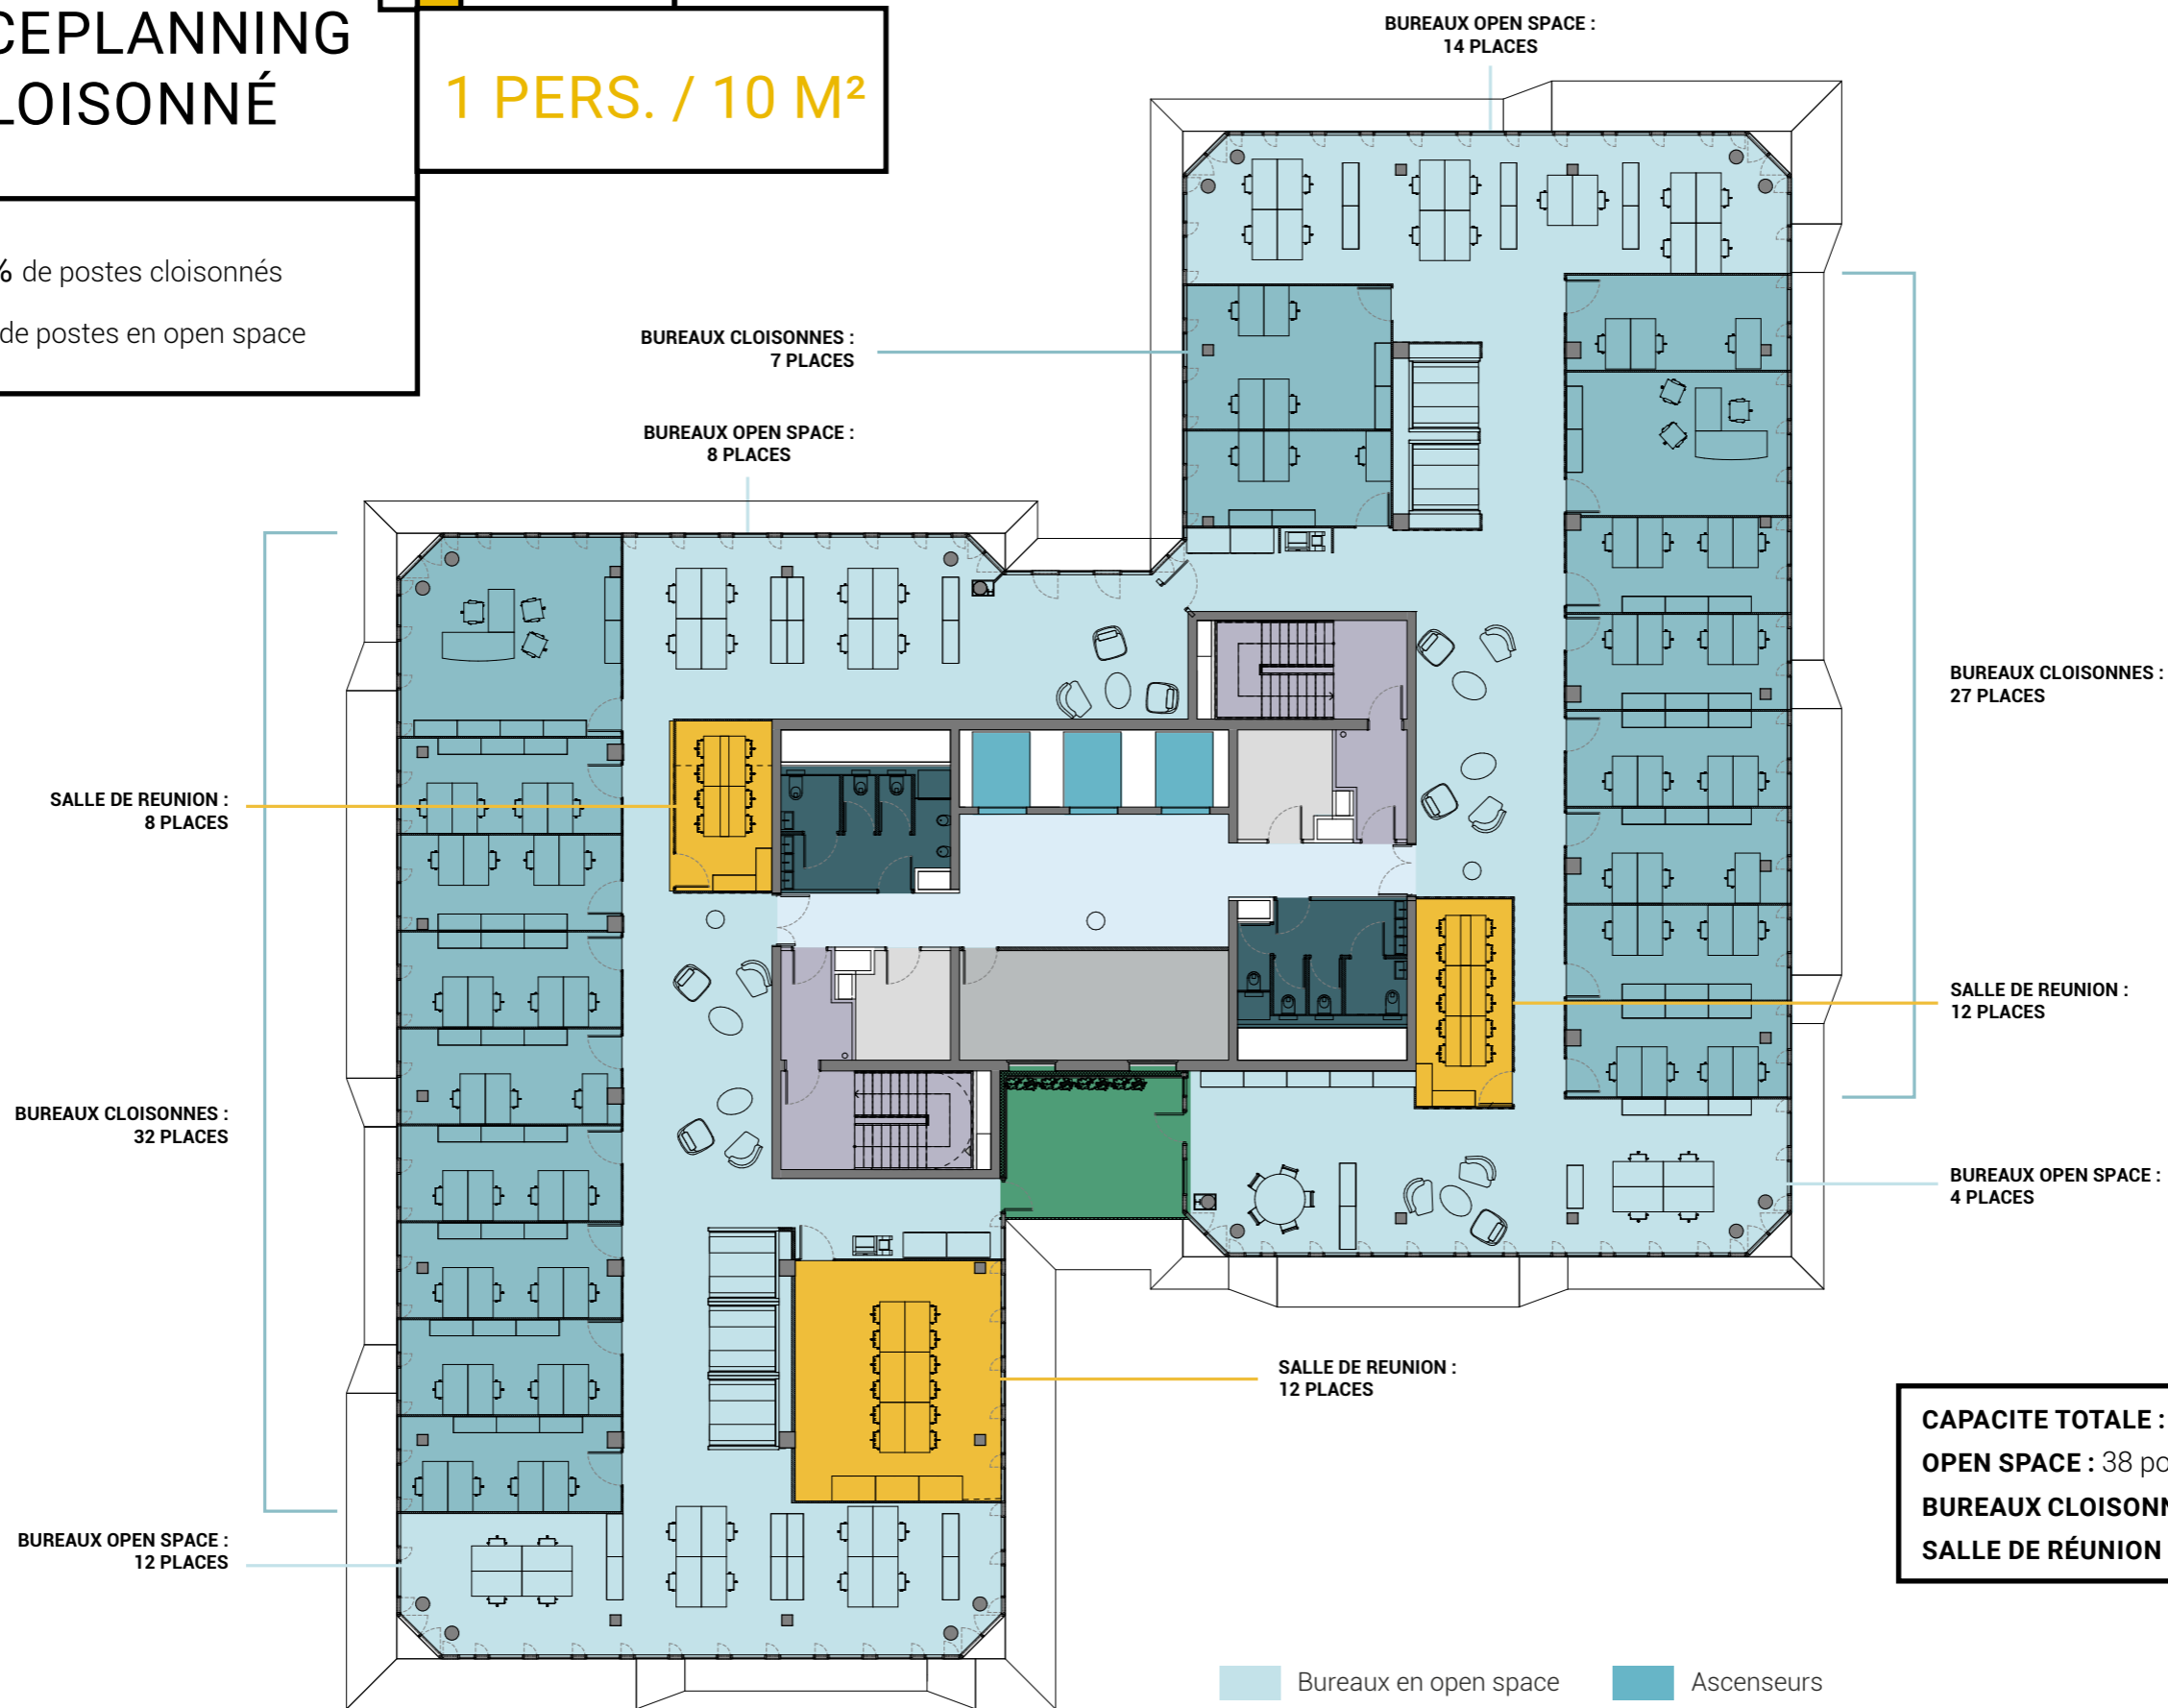 CEPLANNING
LOISONNÉ
1 PERS. / 10 M²
% de postes cloisonnés
de postes en open space
BUREAUX OPEN SPACE :
14 PLACES
BUREAUX CLOISONNES :
7 PLACES
BUREAUX OPEN SPACE :
8 PLACES
BUREAUX CLOISONNES :
27 PLACES
SALLE DE REUNION :
8 PLACES
SALLE DE REUNION :
12 PLACES
BUREAUX CLOISONNES :
32 PLACES
BUREAUX OPEN SPACE :
4 PLACES
SALLE DE REUNION :
12 PLACES
BUREAUX OPEN SPACE :
12 PLACES
CAPACITE TOTALE :
OPEN SPACE : 38 po
BUREAUX CLOISONN
SALLE DE RÉUNION
Bureaux en open space
Ascenseurs